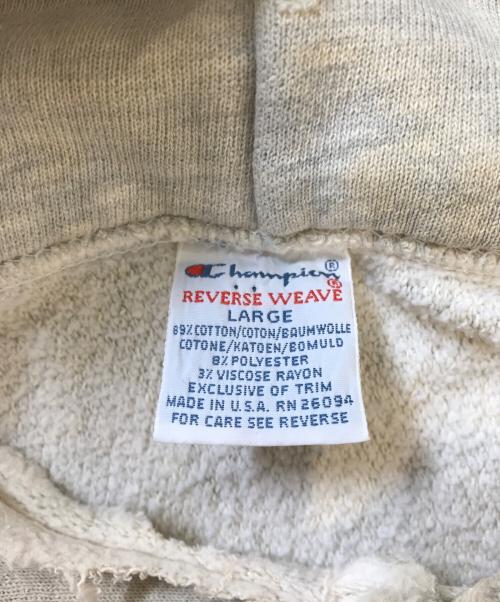 Champion®
REVERSE WEAVE®
LARGE
89% COTTON/COTON/BAUMWOLLE
COTONE/KATOEN/BOMULD
8% POLYESTER
3% VISCOSE RAYON
EXCLUSIVE OF TRIM
MADE IN U.S.A. RN 26094
FOR CARE SEE REVERSE